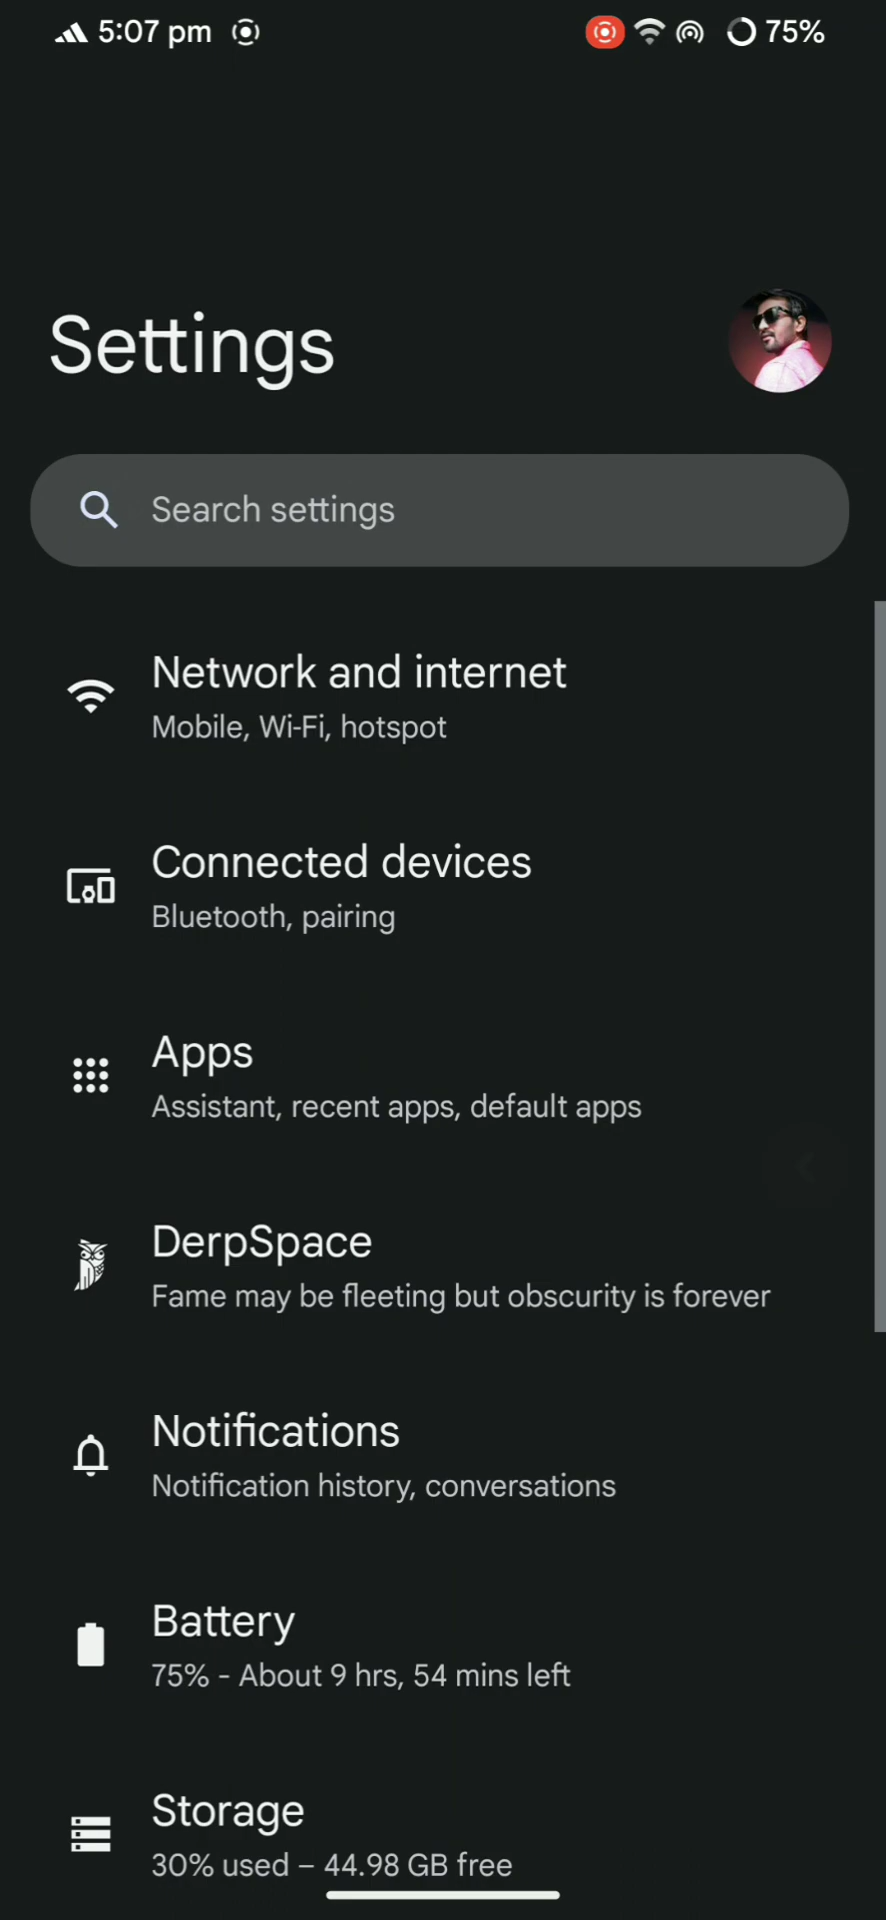 5:07 pm 75%
Settings
Search settings
Network and internet
Mobile, Wi-Fi, hotspot
Connected devices
Bluetooth, pairing
Apps
Assistant, recent apps, default apps
DerpSpace
Fame may be fleeting but obscurity is forever
Notifications
Notification history, conversations
Battery
75% - About 9 hrs, 54 mins left
Storage
30% used – 44.98 GB free